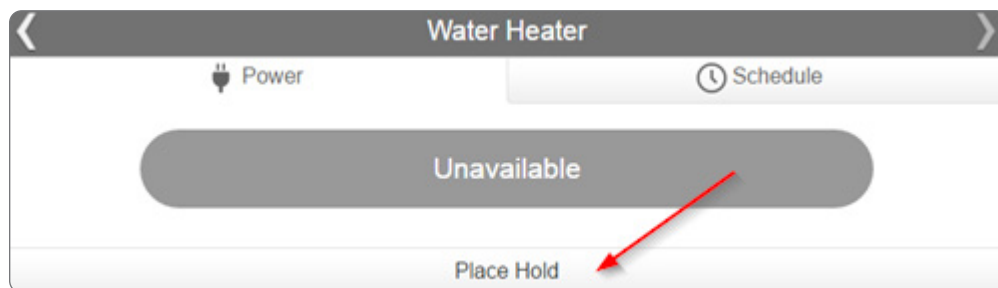 Water Heater
Power
Schedule
Unavailable
Place Hold